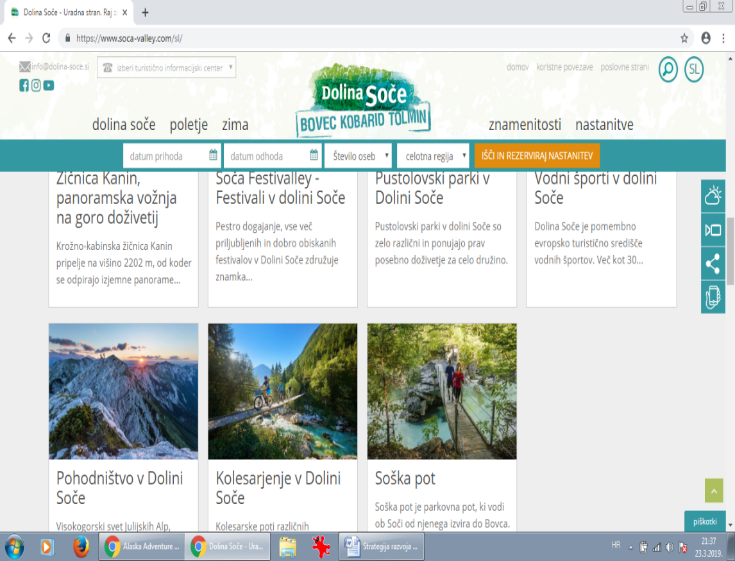 Dolina Soče - Uradna stran. Raj
https://www.soca-valley.com/sl/
info@dolina-soce.si
izberi turistično informacijski center
domov koristne povezave poslovne strani
SL
Dolina Soče
BOVEC KOBARID TOLMIN
dolina soče poletje zima
znamenitosti nastanitve
datum prihoda datum odhoda Število oseb celotna regija IŠČI IN REZERVIRAJ NASTANITEV
Žičnica Kanin,
panoramska vožnja
na goro doživetij
Krožno-kabinska žičnica Kanin
pripelje na višino 2202 m, od koder
se odpirajo izjemne panorame...
Soča Festivalley -
Festivali v dolini Soče
Pestro dogajanje, vse več
priljubljenih in dobro obiskanih
festivalov v Dolini Soče združuje
znamka...
Pustolovski parki v
Dolini Soče
Pustolovski parki v dolini Soče so
zelo različni in ponujajo prav
posebno doživetje za celo družino.
Vodni športi v dolini
Soče
Dolina Soče je pomembno
evropsko turistično središče
vodnih športov. Več kot 30...
Pohodništvo v Dolini
Soče
Visokogorski svet Julijskih Alp,
Kolesarjenje v Dolini
Soče
Kolesarske poti različnih
Soška pot
Soška pot je parkovna pot, ki vodi
ob Soči od njenega izvira do Bovca.
piškotki
Alaska Adventure ...
Dolina Soče - Ura...
Strategija razvoja ...
HR
21:37
23.3.2019.